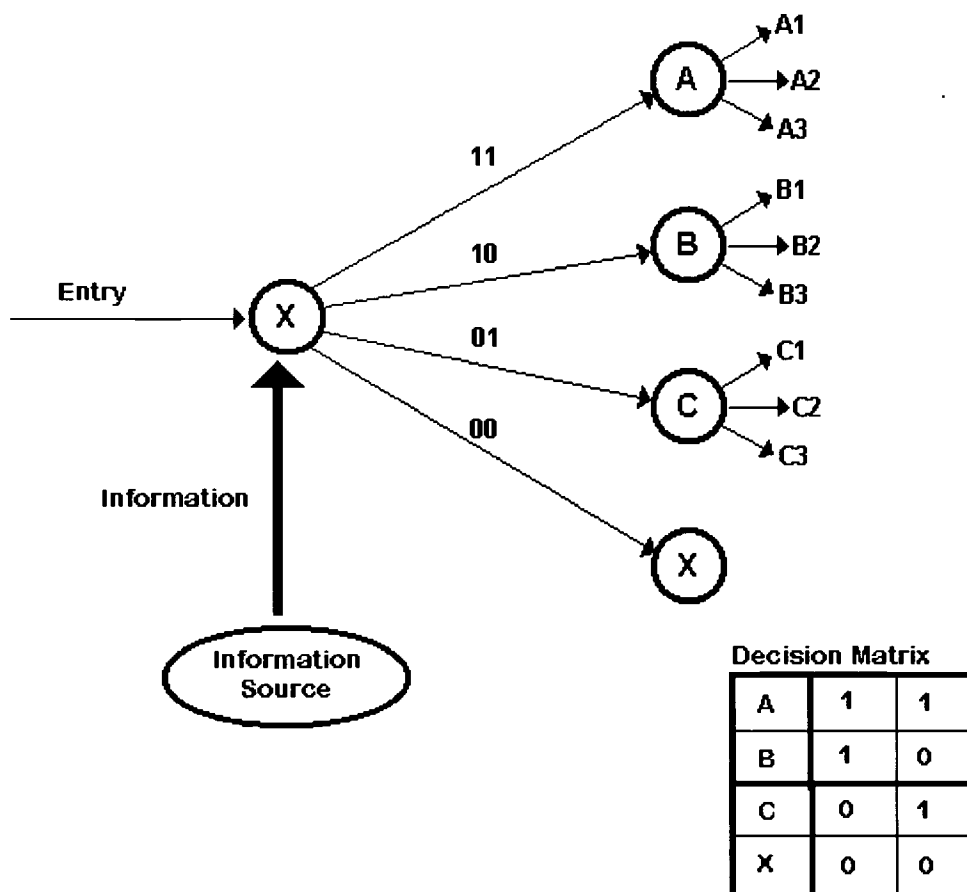 A1
A
A2
A3
11
B1
10
B
B2
B3
Entry
X
01
C1
C
C2
00
C3
Information
X
Information
Source
Decision Matrix
A 1 1
B 1 0
C 0 1
X 0 0